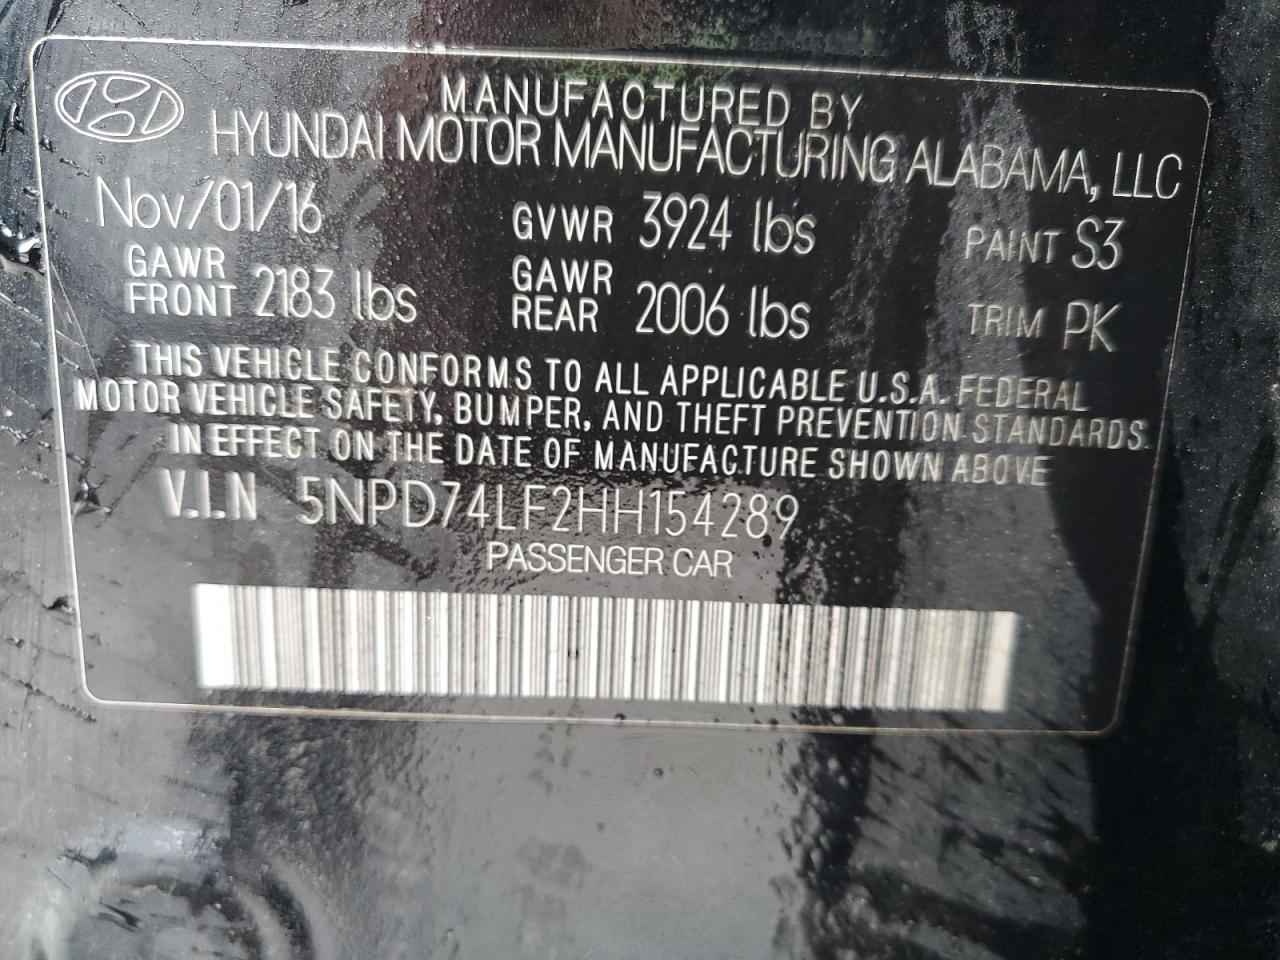 MANUFACTURED BY
HYUNDAI MOTOR MANUFACTURING ALABAMA, LLC
Nov/01/16 GVWR 3924 lbs PAINT S3
GAWR FRONT 2183 lbs GAWR REAR 2006 lbs TRIM PK
THIS VEHICLE CONFORMS TO ALL APPLICABLE U.S.A. FEDERAL
MOTOR VEHICLE SAFETY, BUMPER, AND THEFT PREVENTION STANDARDS
IN EFFECT ON THE DATE OF MANUFACTURE SHOWN ABOVE
V.I.N 5NPD74LF2HH154289
PASSENGER CAR